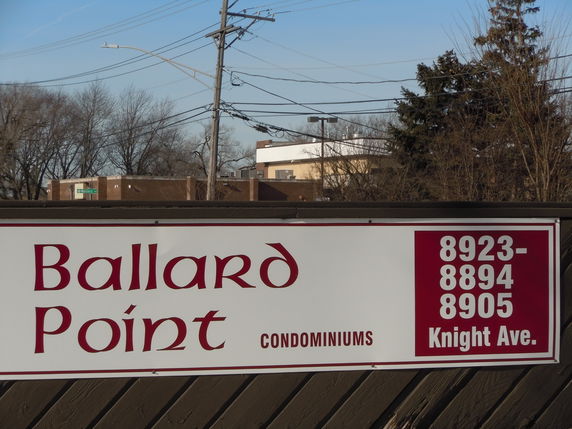 Ballard
Point
CONDOMINIUMS
8923-
8894
8905
Knight Ave.